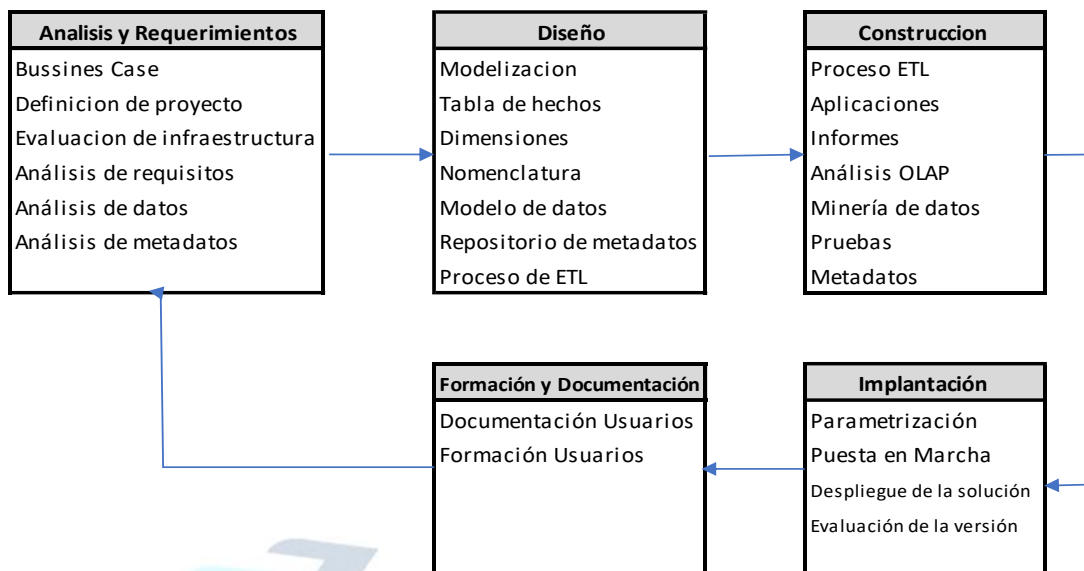 Analisis y Requerimientos
Bussines Case
Definicion de proyecto
Evaluacion de infraestructura
Análisis de requisitos
Análisis de datos
Análisis de metadatos
Diseño
Modelizacion
Tabla de hechos
Dimensiones
Nomenclatura
Modelo de datos
Repositorio de metadatos
Proceso de ETL
Construccion
Proceso ETL
Aplicaciones
Informes
Análisis OLAP
Minería de datos
Pruebas
Metadatos
Formación y Documentación
Documentación Usuarios
Formación Usuarios
Implantación
Parametrización
Puesta en Marcha
Despliegue de la solución
Evaluación de la versión